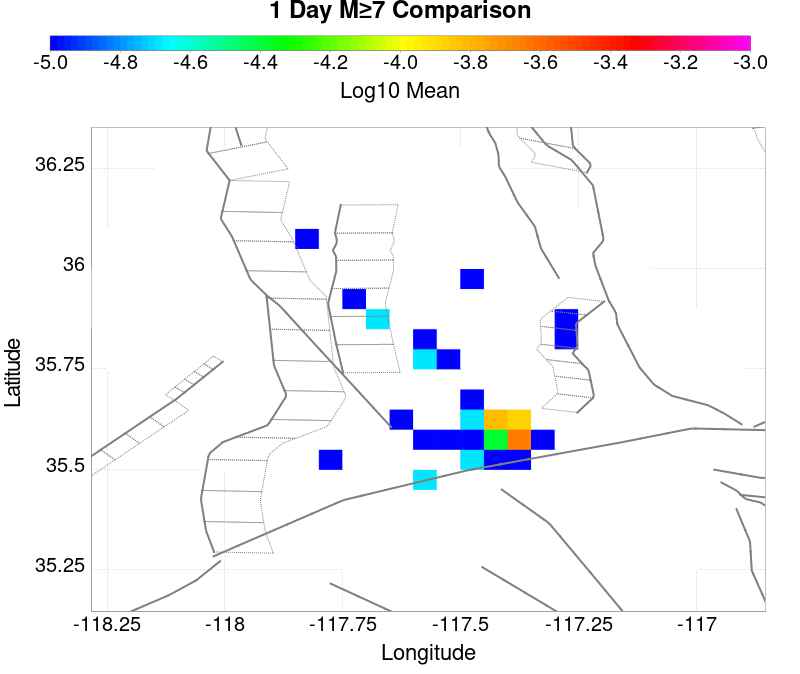 1 Day M≥7 Comparison
-5.0 -4.8 -4.6 -4.4 -4.2 -4.0 -3.8 -3.6 -3.4 -3.2 -3.0
Log10 Mean
36.25
36
35.75
35.5
35.25
Latitude
-118.25 -118 -117.75 -117.5 -117.25 -117
Longitude